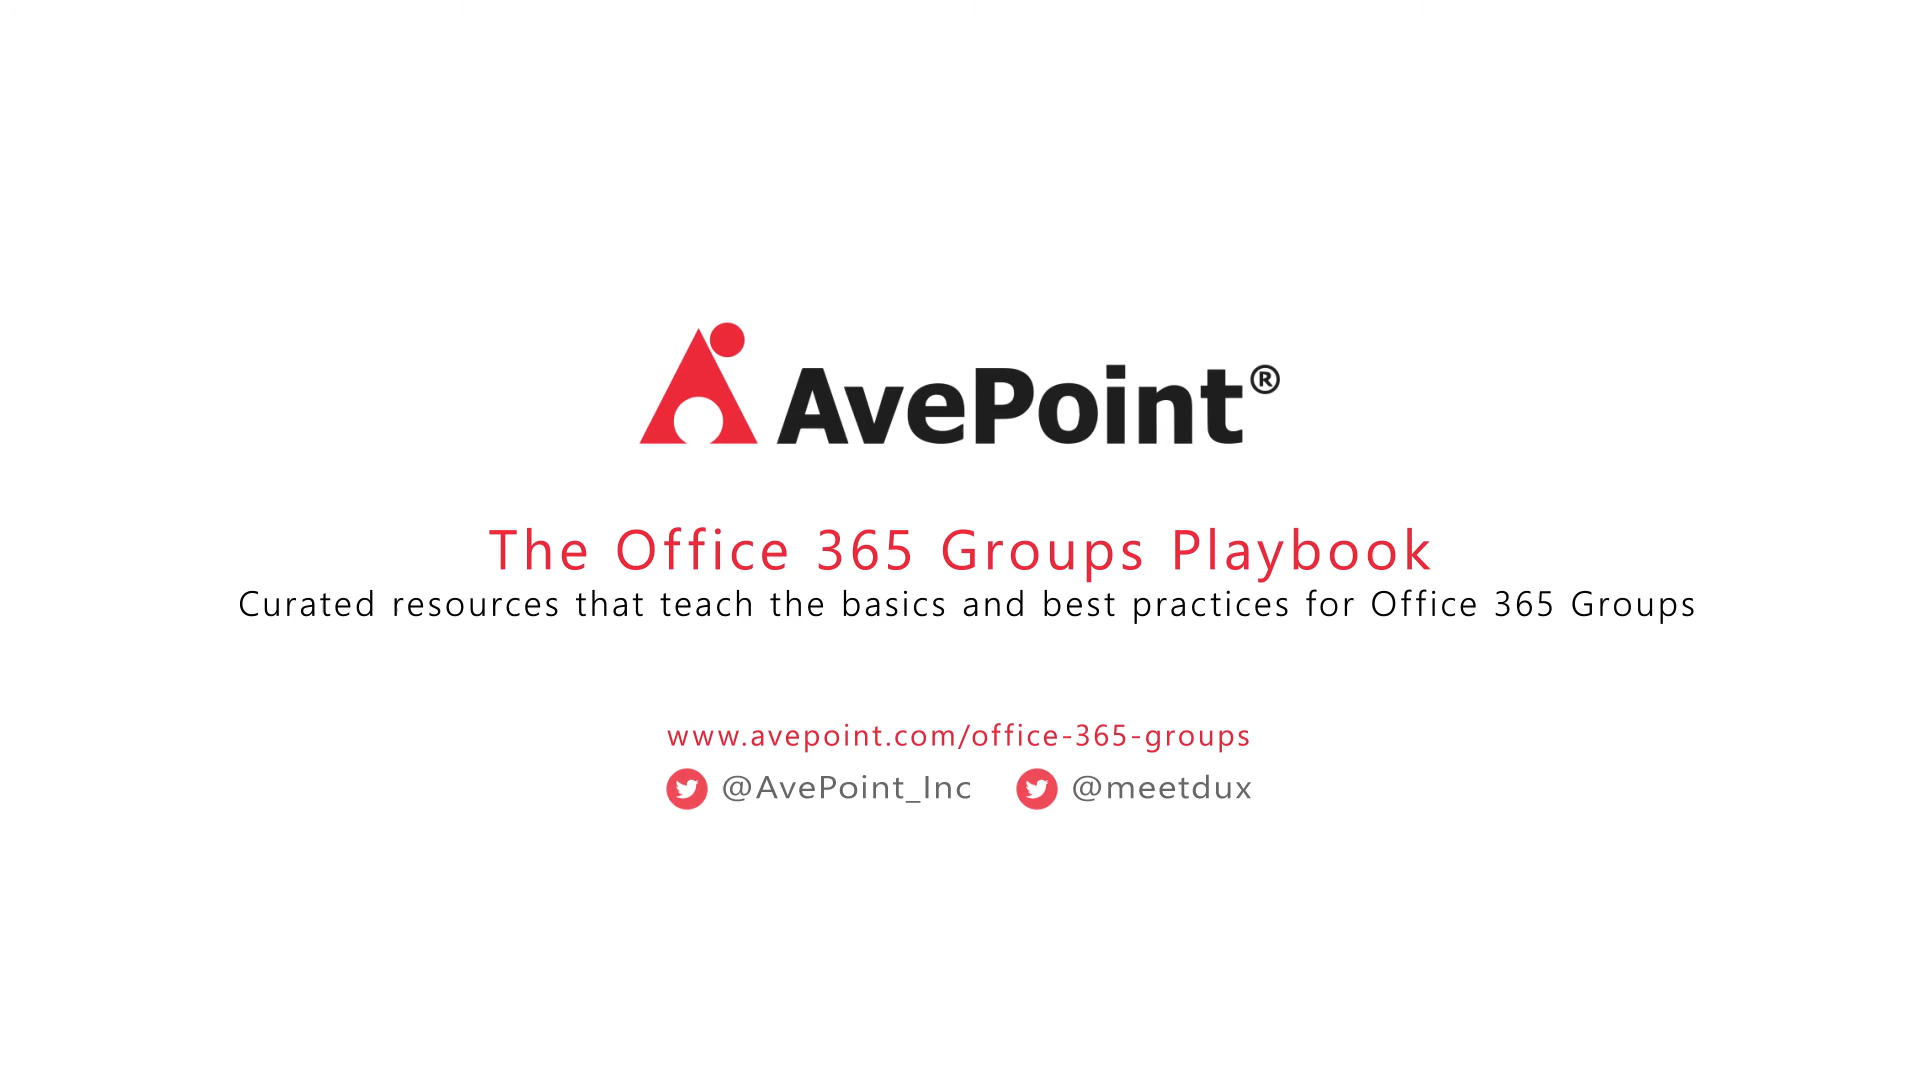 AvePoint®
The Office 365 Groups Playbook
Curated resources that teach the basics and best practices for Office 365 Groups
www.avepoint.com/office-365-groups
@AvePoint_Inc @meetdux